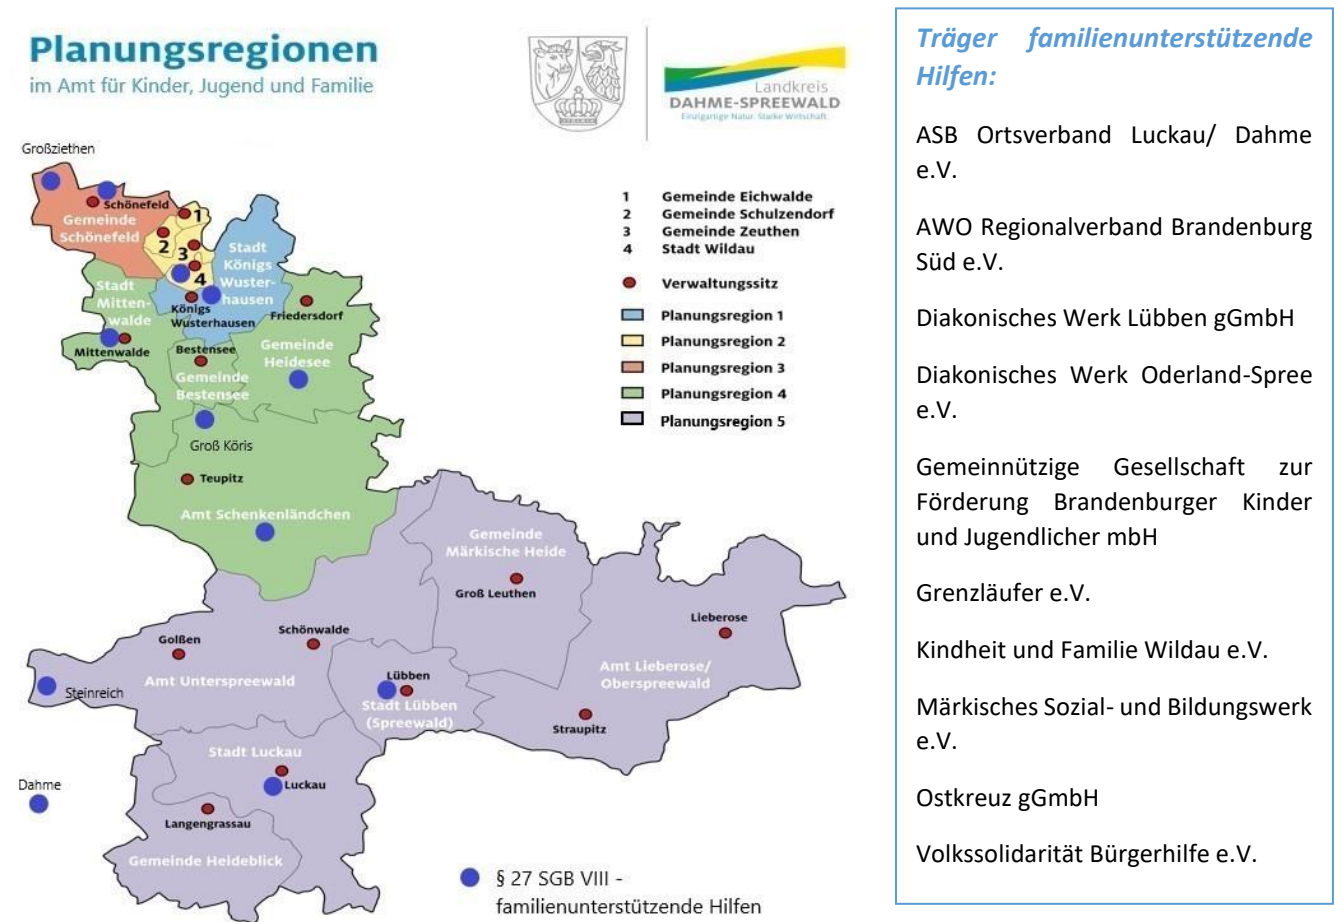 Planungsregionen
im Amt für Kinder, Jugend und Familie
Landkreis
DAHME-SPREEWALD
Einzigartige Natur. Starke Wirtschaft.
1 Gemeinde Eichwalde
2 Gemeinde Schulzendorf
3 Gemeinde Zeuthen
4 Stadt Wildau
Verwaltungssitz
Planungsregion 1
Planungsregion 2
Planungsregion 3
Planungsregion 4
Planungsregion 5
Großziethen
Schönefeld
Gemeinde
Schönefeld
1
2
3
4
Stadt
Königs
Wuster-
hausen
Stadt
Mitten-
walde
Königs
Wusterhausen
Friedersdorf
Mittenwalde
Bestensee
Gemeinde
Bestensee
Gemeinde
Heidesee
Groß Köris
Teupitz
Amt Schenkenländchen
Gemeinde
Märkische Heide
Groß Leuthen
Lieberose
Amt Lieberose/
Oberspreewald
Straupitz
Golßen
Schönwalde
Amt Unterspreewald
Steinreich
Lübben
Stadt Lübben
(Spreewald)
Stadt Luckau
Luckau
Dahme
Langengrassau
Gemeinde Heideblick
§ 27 SGB VIII -
familienunterstützende Hilfen
Träger familienunterstützende
Hilfen:
ASB Ortsverband Luckau/ Dahme
e.V.
AWO Regionalverband Brandenburg
Süd e.V.
Diakonisches Werk Lübben gGmbH
Diakonisches Werk Oderland-Spree
e.V.
Gemeinnützige Gesellschaft zur
Förderung Brandenburger Kinder
und Jugendlicher mbH
Grenzläufer e.V.
Kindheit und Familie Wildau e.V.
Märkisches Sozial- und Bildungswerk
e.V.
Ostkreuz gGmbH
Volkssolidarität Bürgerhilfe e.V.